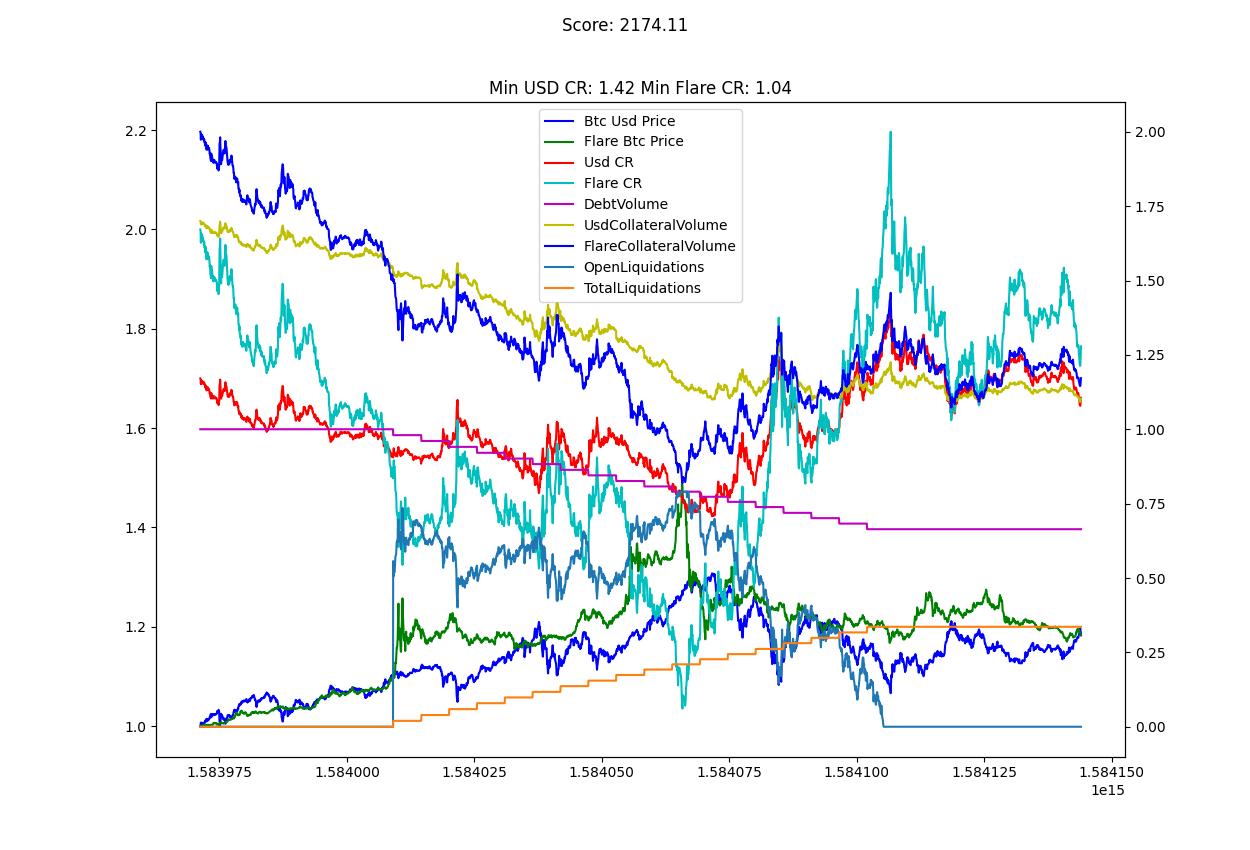 Score: 2174.11
Min USD CR: 1.42 Min Flare CR: 1.04
Btc Usd Price
Flare Btc Price
Usd CR
Flare CR
DebtVolume
UsdCollateralVolume
FlareCollateralVolume
OpenLiquidations
TotalLiquidations
2.2
2.0
1.8
1.6
1.4
1.2
1.0
2.00
1.75
1.50
1.25
1.00
0.75
0.50
0.25
0.00
1.583975
1.584000
1.584025
1.584050
1.584075
1.584100
1.584125
1.584150
1e15